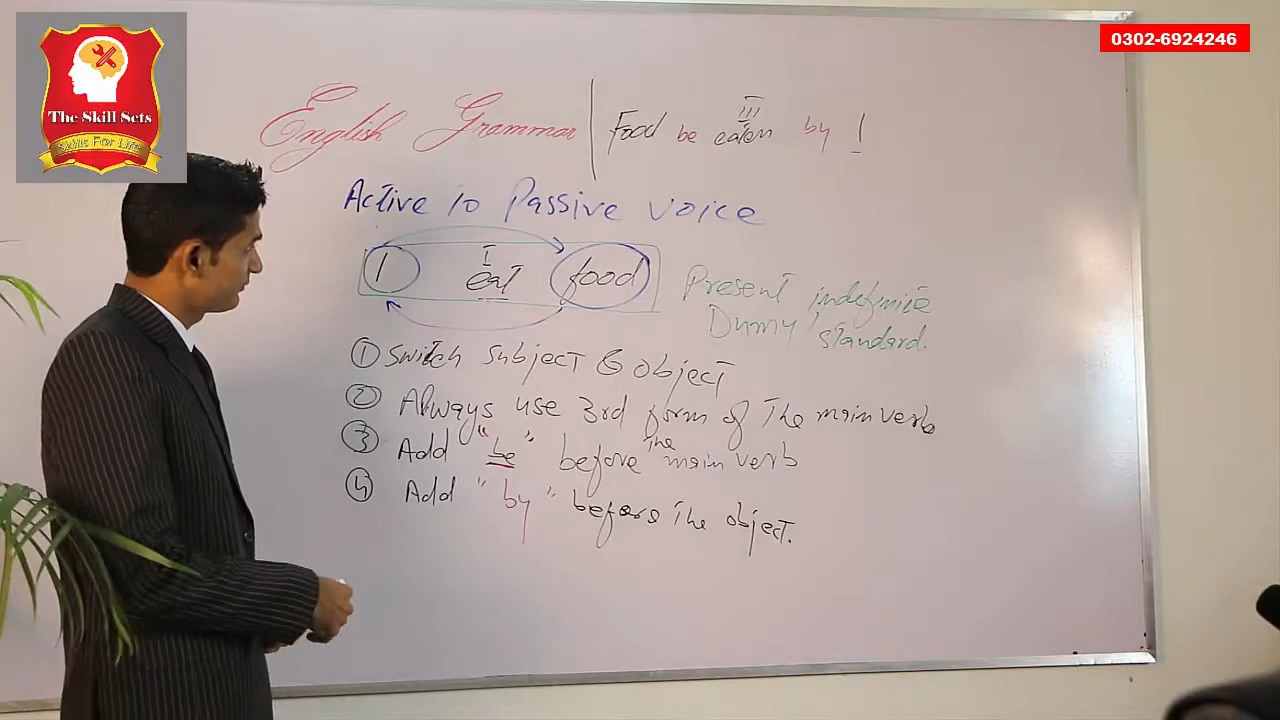 The Skill Sets
Skills For Life
0302-6924246
English Grammar
III
Food be eaten by I
Active to Passive voice
I
I eat food
Present indefinite
Dumy standard.
① Switch Subject & object
② Always use 3rd form of The main verb
③ Add "be" before the main verb
④ Add "by" before The object.